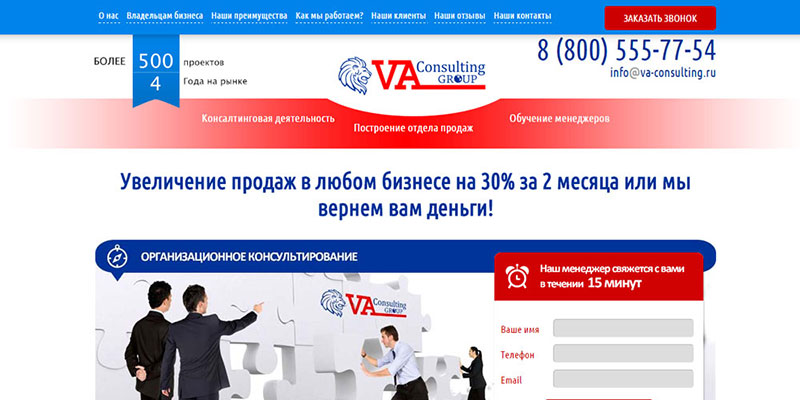 О нас Владельцам бизнеса Наши преимущества Как мы работаем? Наши клиенты Наши отзывы Наши контакты
ЗАКАЗАТЬ ЗВОНОК
БОЛЕЕ 500 проектов
4 Года на рынке
VA Consulting GROUP
8 (800) 555-77-54
info@va-consulting.ru
Консалтинговая деятельность
Построение отдела продаж
Обучение менеджеров
Увеличение продаж в любом бизнесе на 30% за 2 месяца или мы
вернем вам деньги!
ОРГАНИЗАЦИОННОЕ КОНСУЛЬТИРОВАНИЕ
VA Consulting GROUP
Наш менеджер свяжется с вами
в течении 15 минут
Ваше имя
Телефон
Email